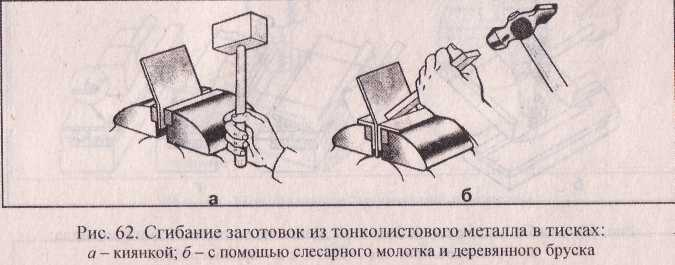 а б
Рис. 62. Сгибание заготовок из тонколистового металла в тисках:
а – киянкой; б – с помощью слесарного молотка и деревянного бруска